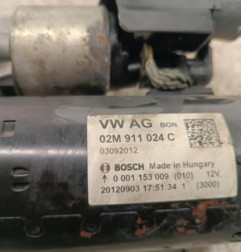 VW AG BON
02M 911 024 C
03092012
BOSCH Made in Hungary
0 001 153 009 (010) 12V
20120903 17:51:34 1 (3000)